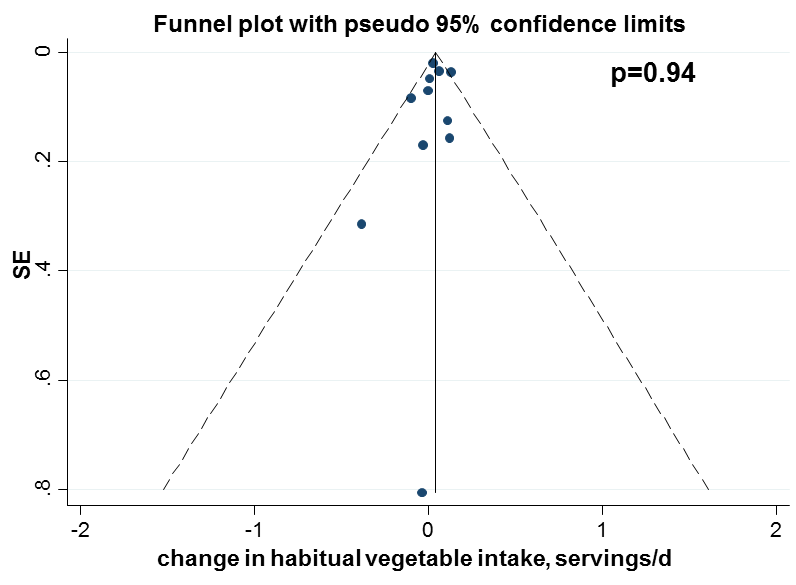 Funnel plot with pseudo 95% confidence limits
p=0.94
SE
0
.2
.4
.6
.8
-2 -1 0 1 2
change in habitual vegetable intake, servings/d